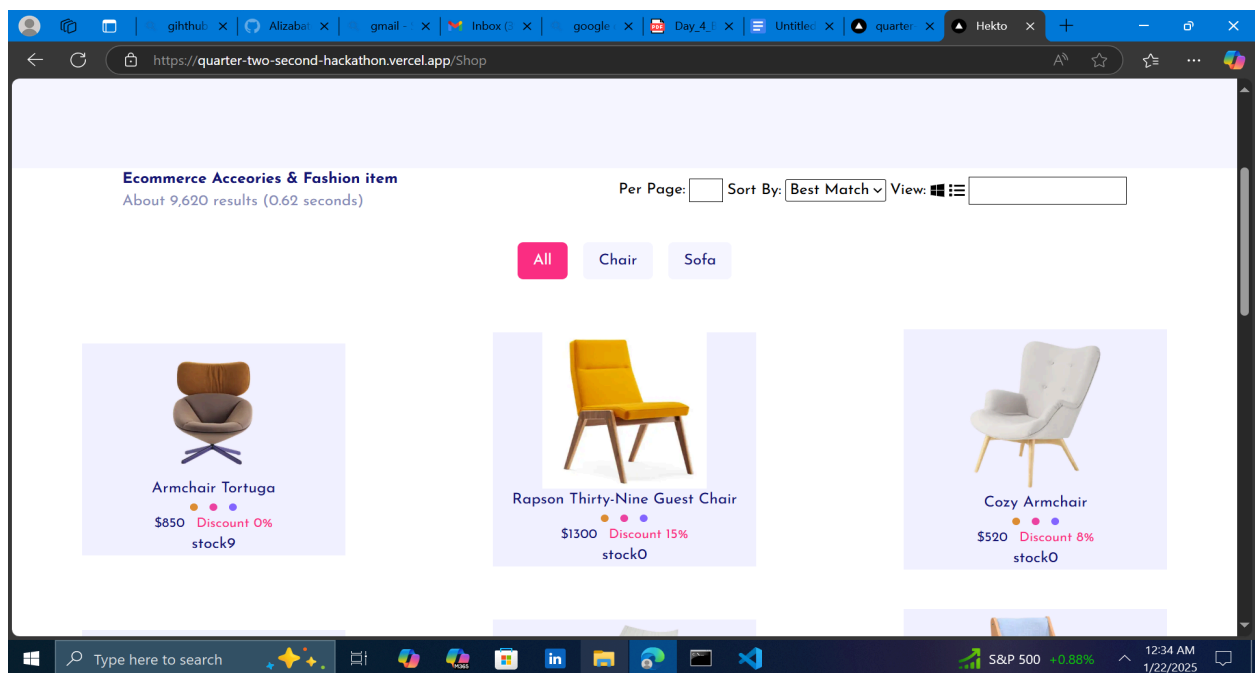 gihthub
Alizabat
gmail -
Inbox (3
google
Day_4_
Untitled
quarter-
Hekto
https://quarter-two-second-hackathon.vercel.app/Shop
Ecommerce Acceories & Fashion item
About 9,620 results (0.62 seconds)
Per Page: Sort By: Best Match View:
All Chair Sofa
Armchair Tortuga
$850 Discount 0%
stock9
Rapson Thirty-Nine Guest Chair
$1300 Discount 15%
stock0
Cozy Armchair
$520 Discount 8%
stock0
Type here to search
S&P 500 +0.88%
12:34 AM
1/22/2025